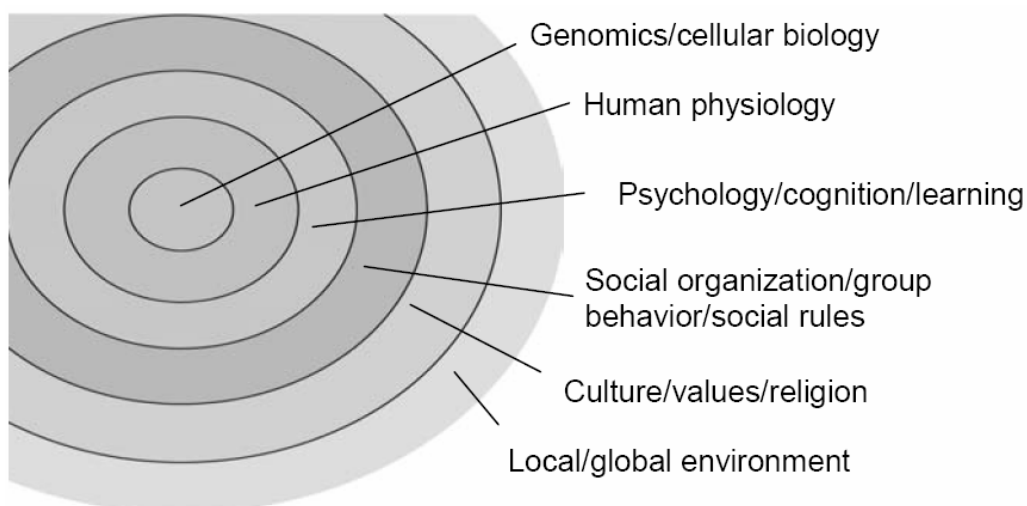 Genomics/cellular biology
Human physiology
Psychology/cognition/learning
Social organization/group
behavior/social rules
Culture/values/religion
Local/global environment